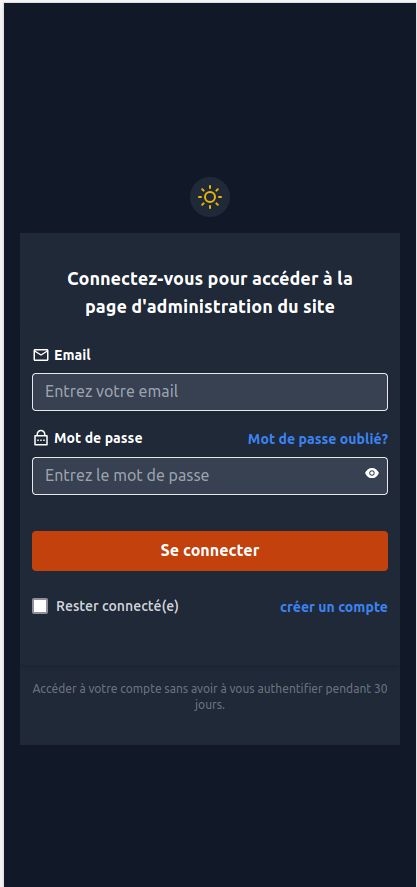 Connectez-vous pour accéder à la
page d'administration du site
Email
Entrez votre email
Mot de passe
Mot de passe oublié?
Entrez le mot de passe
Se connecter
Rester connecté(e)
créer un compte
Accéder à votre compte sans avoir à vous authentifier pendant 30
jours.